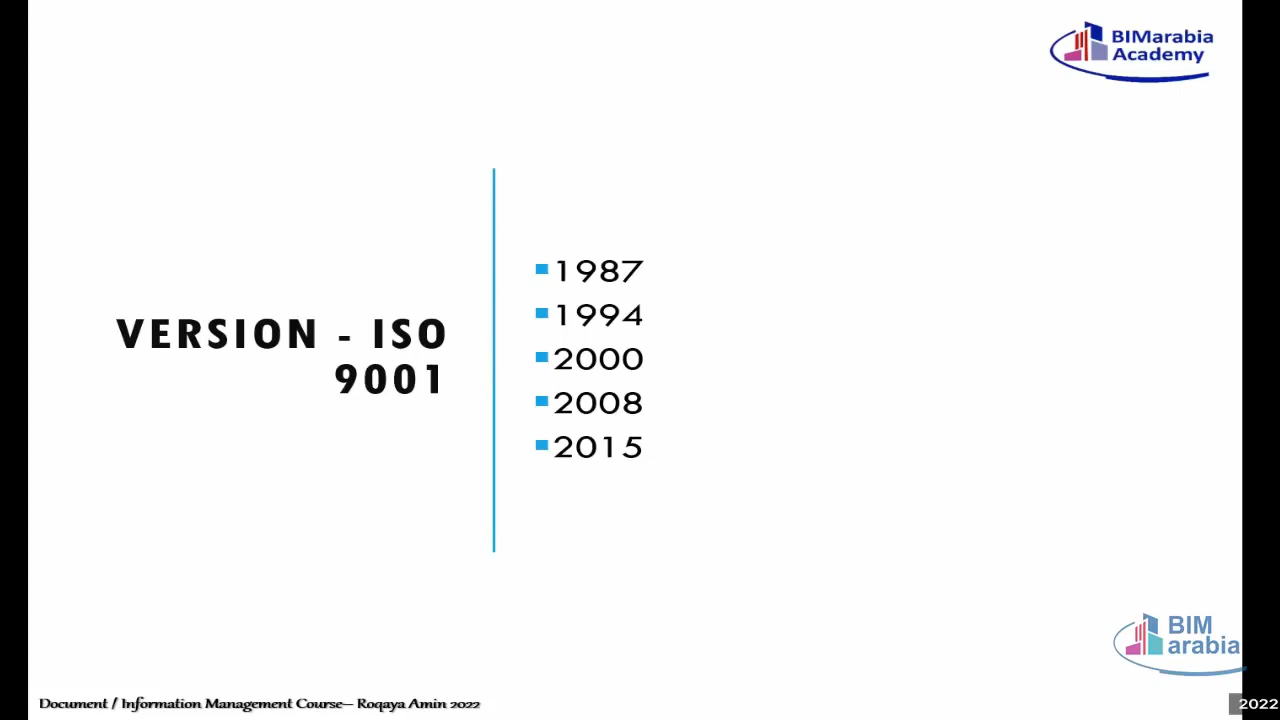 BIMarabia
Academy
VERSION - ISO
9001
1987
1994
2000
2008
2015
BIM
arabia
Document / Information Management Course– Roqaya Amin 2022
2022